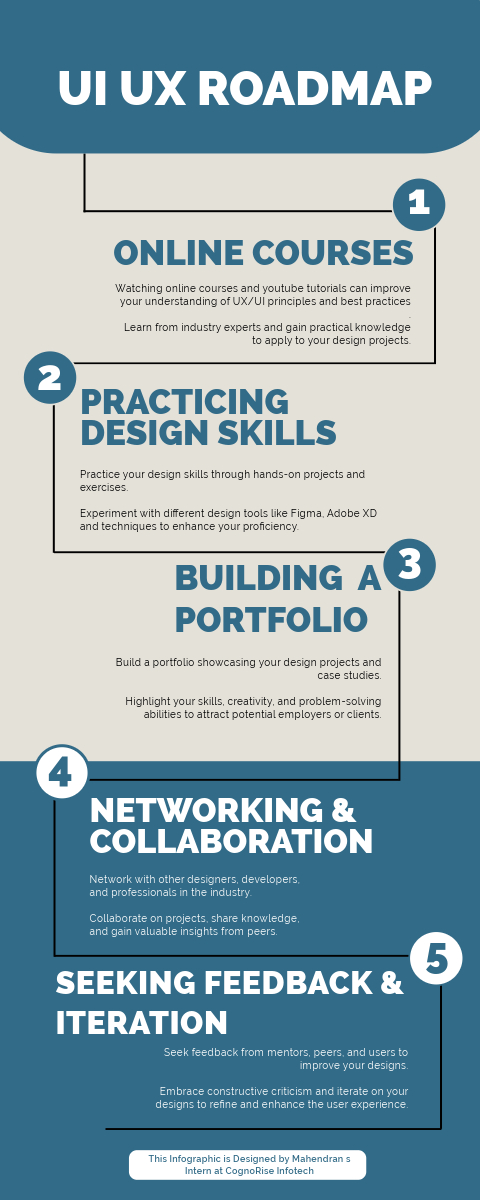 UI UX ROADMAP
1
ONLINE COURSES
Watching online courses and youtube tutorials can improve
your understanding of UX/UI principles and best practices
.
Learn from industry experts and gain practical knowledge
to apply to your design projects.
2
PRACTICING
DESIGN SKILLS
Practice your design skills through hands-on projects and
exercises.
Experiment with different design tools like Figma, Adobe XD
and techniques to enhance your proficiency.
3
BUILDING A
PORTFOLIO
Build a portfolio showcasing your design projects and
case studies.
Highlight your skills, creativity, and problem-solving
abilities to attract potential employers or clients.
4
NETWORKING &
COLLABORATION
Network with other designers, developers,
and professionals in the industry.
Collaborate on projects, share knowledge,
and gain valuable insights from peers.
5
SEEKING FEEDBACK &
ITERATION
Seek feedback from mentors, peers, and users to
improve your designs.
Embrace constructive criticism and iterate on your
designs to refine and enhance the user experience.
This Infographic is Designed by Mahendran s
Intern at CognoRise Infotech